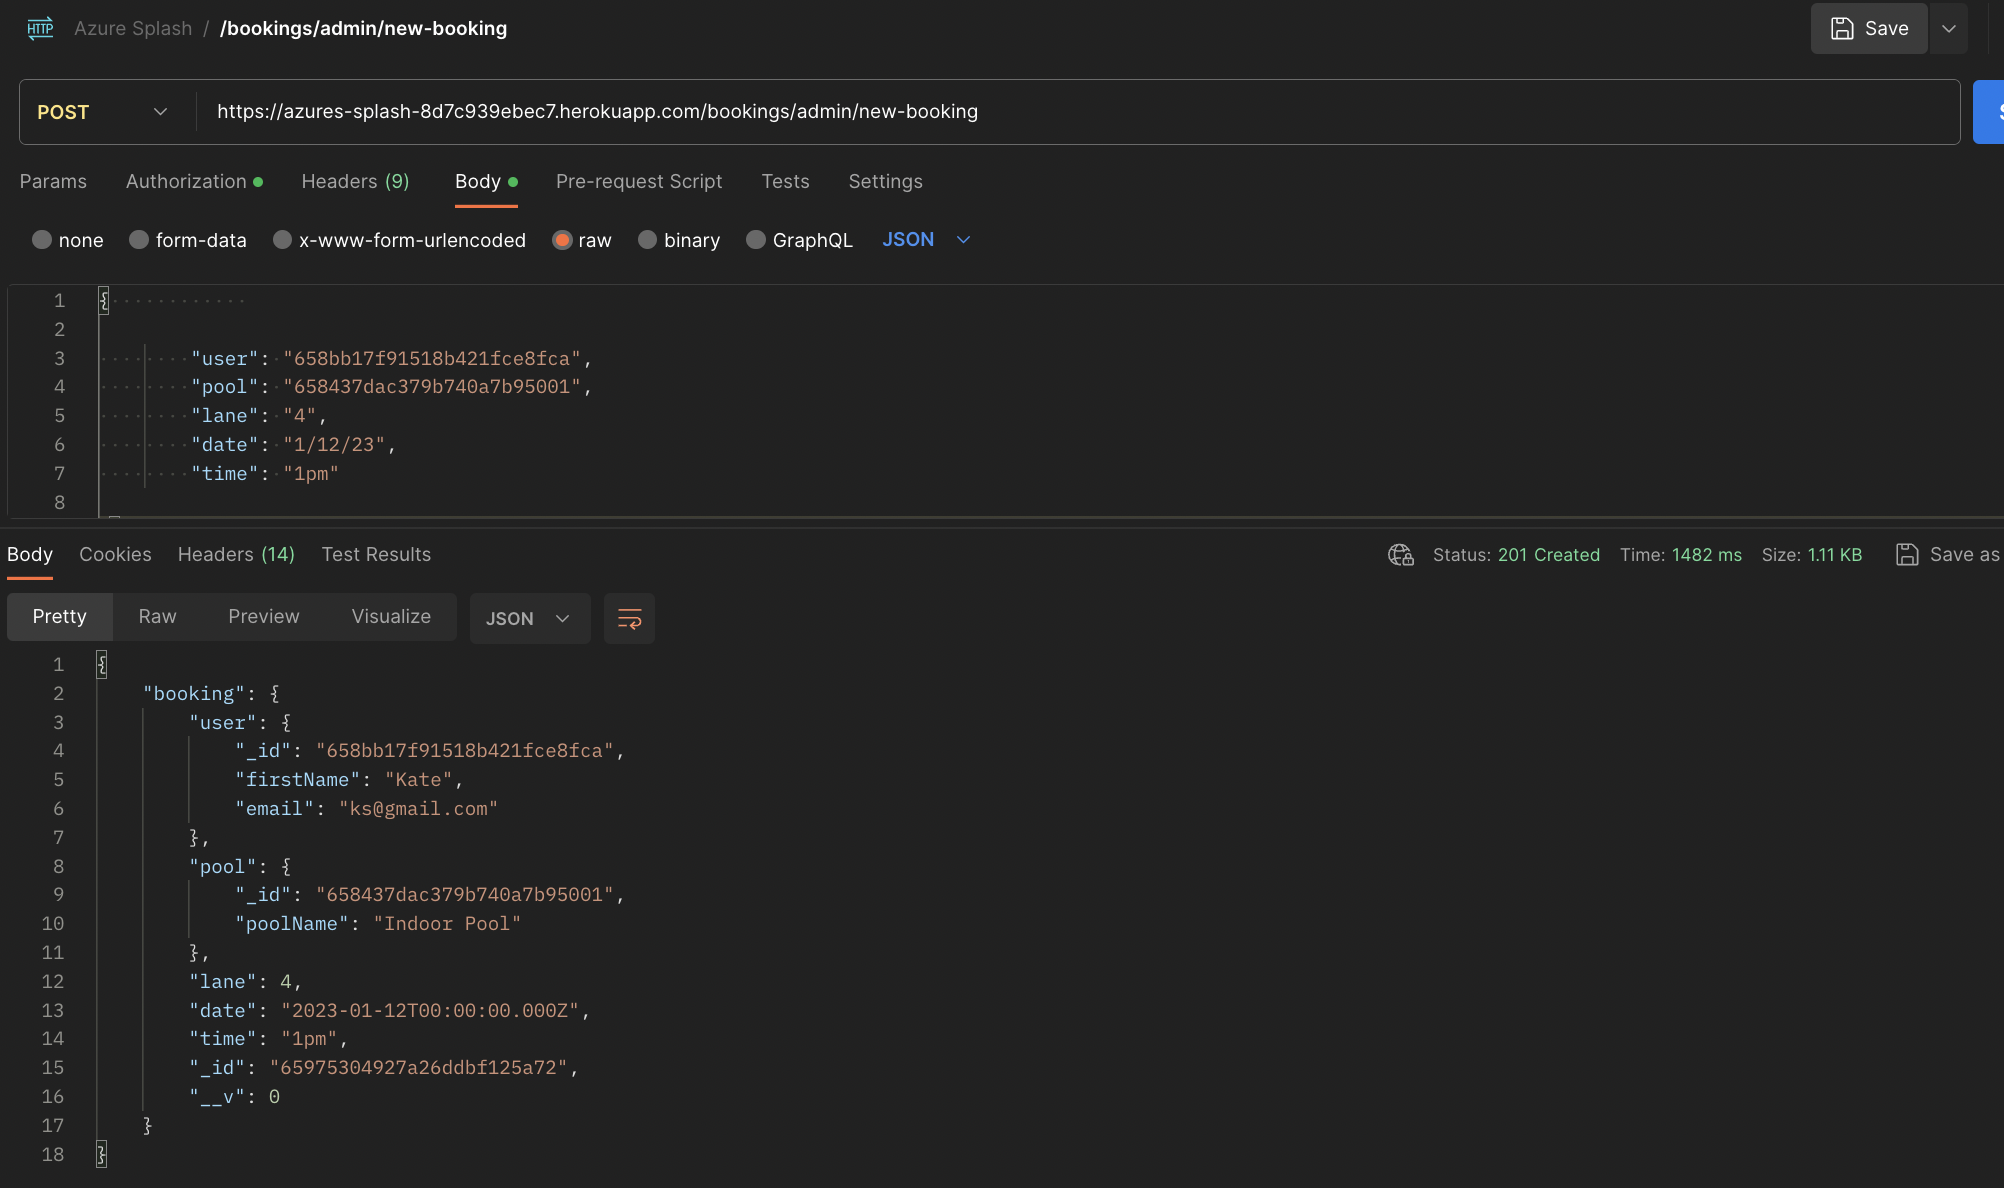 HTTP Azure Splash / /bookings/admin/new-booking Save
POST https://azures-splash-8d7c939ebec7.herokuapp.com/bookings/admin/new-booking
Params Authorization Headers (9) Body Pre-request Script Tests Settings
none form-data x-www-form-urlencoded raw binary GraphQL JSON
1 {
2
3 "user": "658bb17f91518b421fce8fca",
4 "pool": "658437dac379b740a7b95001",
5 "lane": "4",
6 "date": "1/12/23",
7 "time": "1pm"
8
Body Cookies Headers (14) Test Results Status: 201 Created Time: 1482 ms Size: 1.11 KB Save as
Pretty Raw Preview Visualize JSON
1 {
2 "booking": {
3 "user": {
4 "_id": "658bb17f91518b421fce8fca",
5 "firstName": "Kate",
6 "email": "ks@gmail.com"
7 },
8 "pool": {
9 "_id": "658437dac379b740a7b95001",
10 "poolName": "Indoor Pool"
11 },
12 "lane": 4,
13 "date": "2023-01-12T00:00:00.000Z",
14 "time": "1pm",
15 "_id": "65975304927a26ddbf125a72",
16 "__v": 0
17 }
18 }